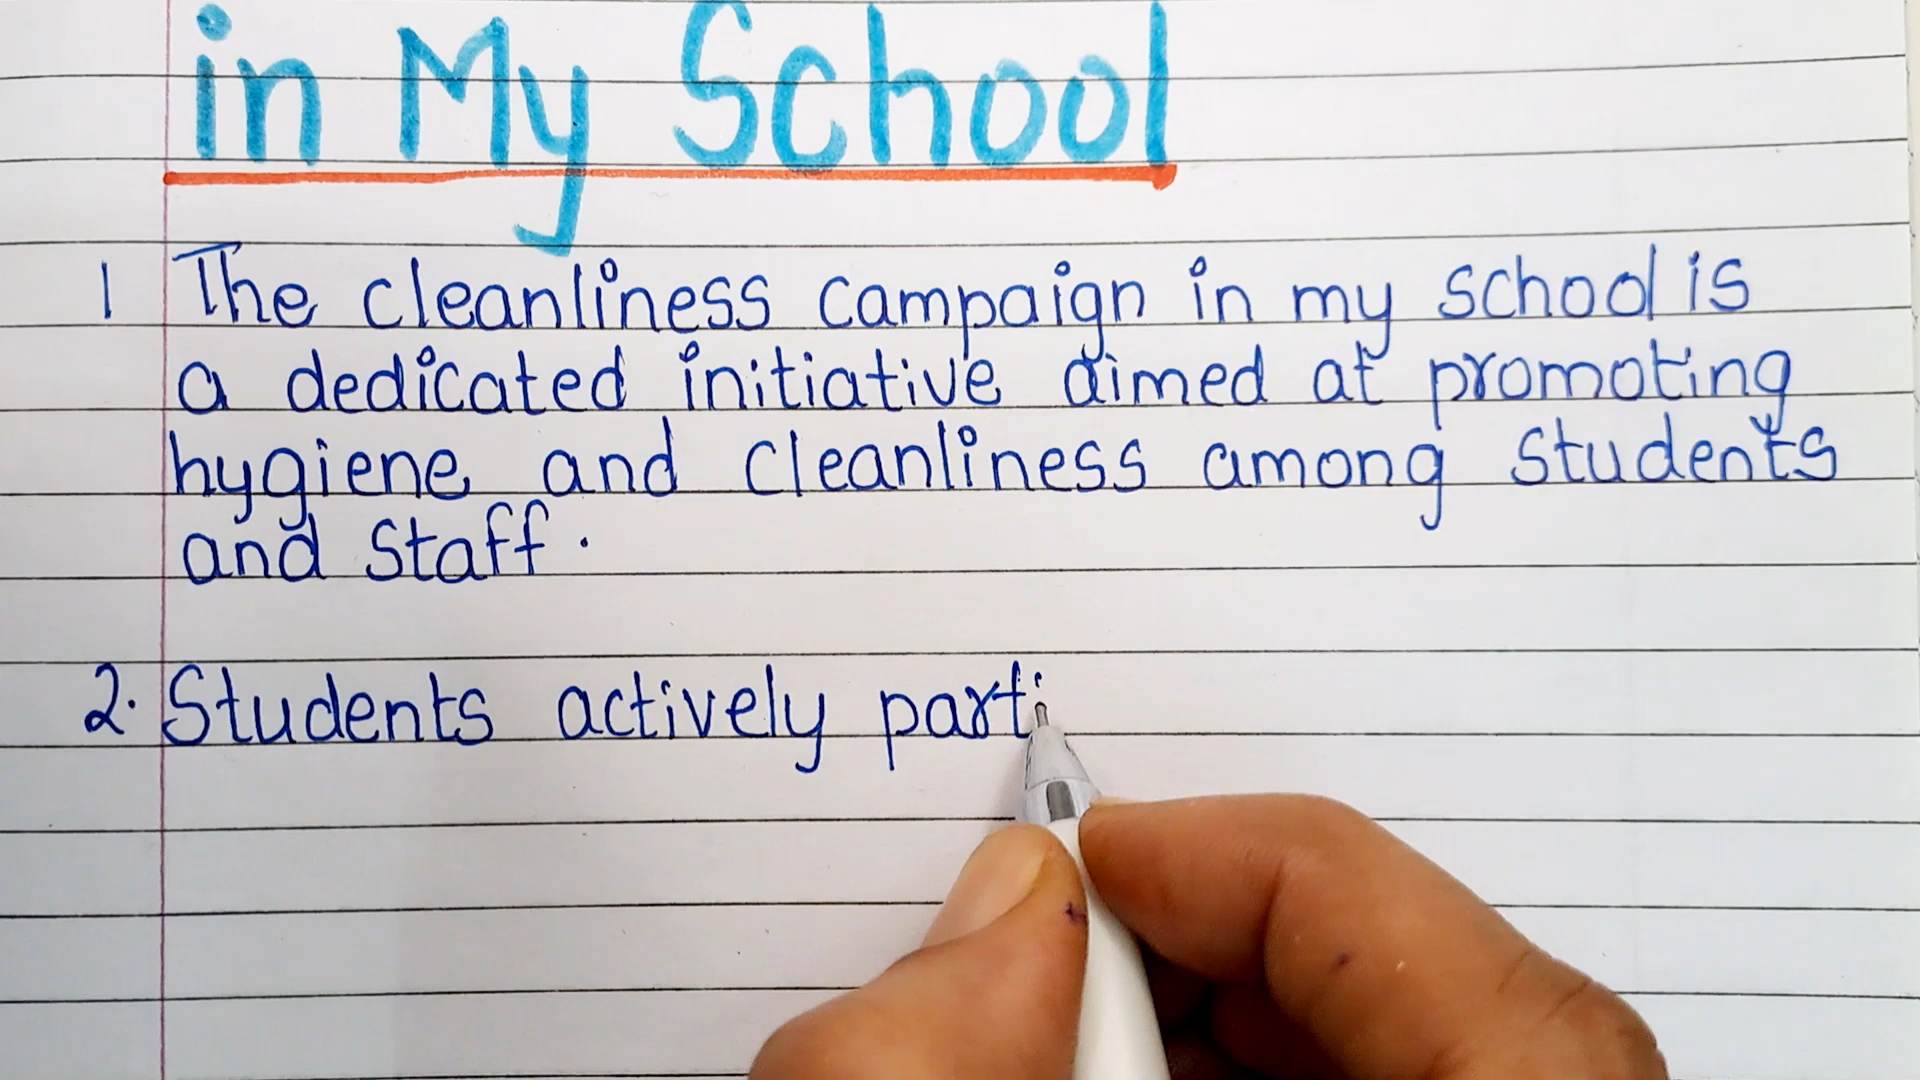 in My School
1 The cleanliness campaign in my school is
a dedicated initiative aimed at promoting
hygiene and cleanliness among students
and staff.
2. Students actively parti